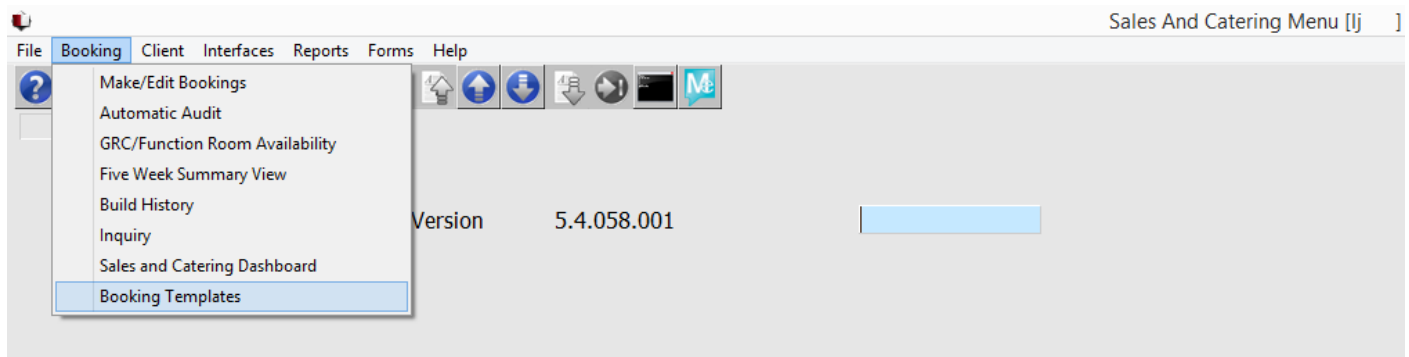 Sales And Catering Menu [lj ]
File Booking Client Interfaces Reports Forms Help
Make/Edit Bookings
Automatic Audit
GRC/Function Room Availability
Five Week Summary View
Build History
Inquiry
Sales and Catering Dashboard
Booking Templates
Version 5.4.058.001